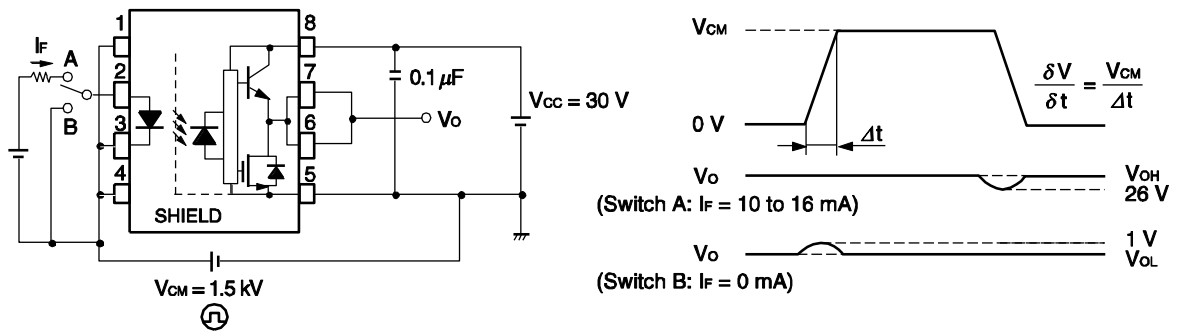 1
8
IF
A
2
7
0.1 μF
VCC = 30 V
VO
B
3
6
4
5
SHIELD
VCM = 1.5 kV
VCM
δV
δt
=
VCM
Δt
0 V
Δt
VO
VOH
26 V
(Switch A: IF = 10 to 16 mA)
1 V
VO
VOL
(Switch B: IF = 0 mA)